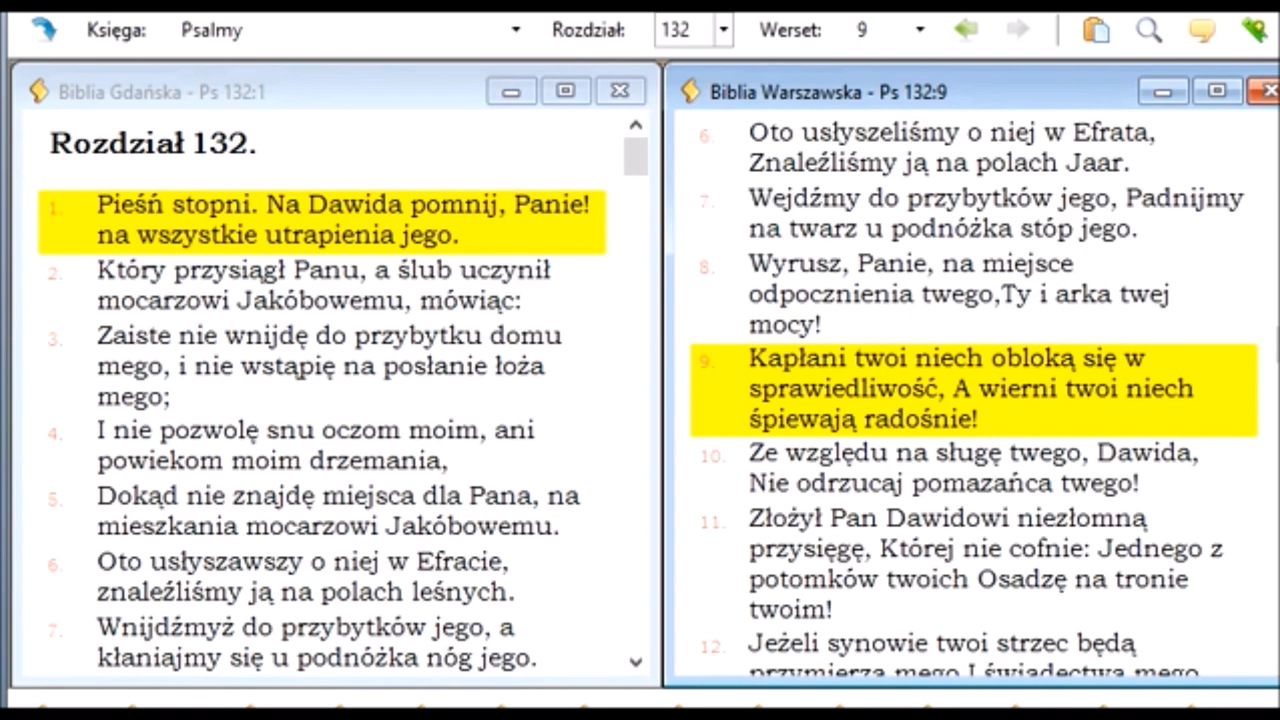 Księga: Psalmy Rozdział: 132 Werset: 9
Biblia Gdańska - Ps 132:1
Rozdział 132.
1. Pieśń stopni. Na Dawida pomnij, Panie!
na wszystkie utrapienia jego.
2. Który przysiągł Panu, a ślub uczynił
mocarzowi Jakóbowemu, mówiąc:
3. Zaiste nie wnijdę do przybytku domu
mego, i nie wstąpię na posłanie łoża
mego;
4. I nie pozwolę snu oczom moim, ani
powiekom moim drzemania,
5. Dokąd nie znajdę miejsca dla Pana, na
mieszkania mocarzowi Jakóbowemu.
6. Oto usłyszawszy o niej w Efracie,
znaleźliśmy ją na polach leśnych.
7. Wnijdźmyż do przybytków jego, a
kłaniajmy się u podnóżka nóg jego.
Biblia Warszawska - Ps 132:9
6. Oto usłyszeliśmy o niej w Efrata,
Znaleźliśmy ją na polach Jaar.
7. Wejdźmy do przybytków jego, Padnijmy
na twarz u podnóżka stóp jego.
8. Wyrusz, Panie, na miejsce
odpocznienia twego,Ty i arka twej
mocy!
9. Kapłani twoi niech obloką się w
sprawiedliwość, A wierni twoi niech
śpiewają radośnie!
10. Ze względu na sługę twego, Dawida,
Nie odrzucaj pomazańca twego!
11. Złożył Pan Dawidowi niezłomną
przysięgę, Której nie cofnie: Jednego z
potomków twoich Osadzę na tronie
twoim!
12. Jeżeli synowie twoi strzec będą
przymierza mego I świadectwa mego